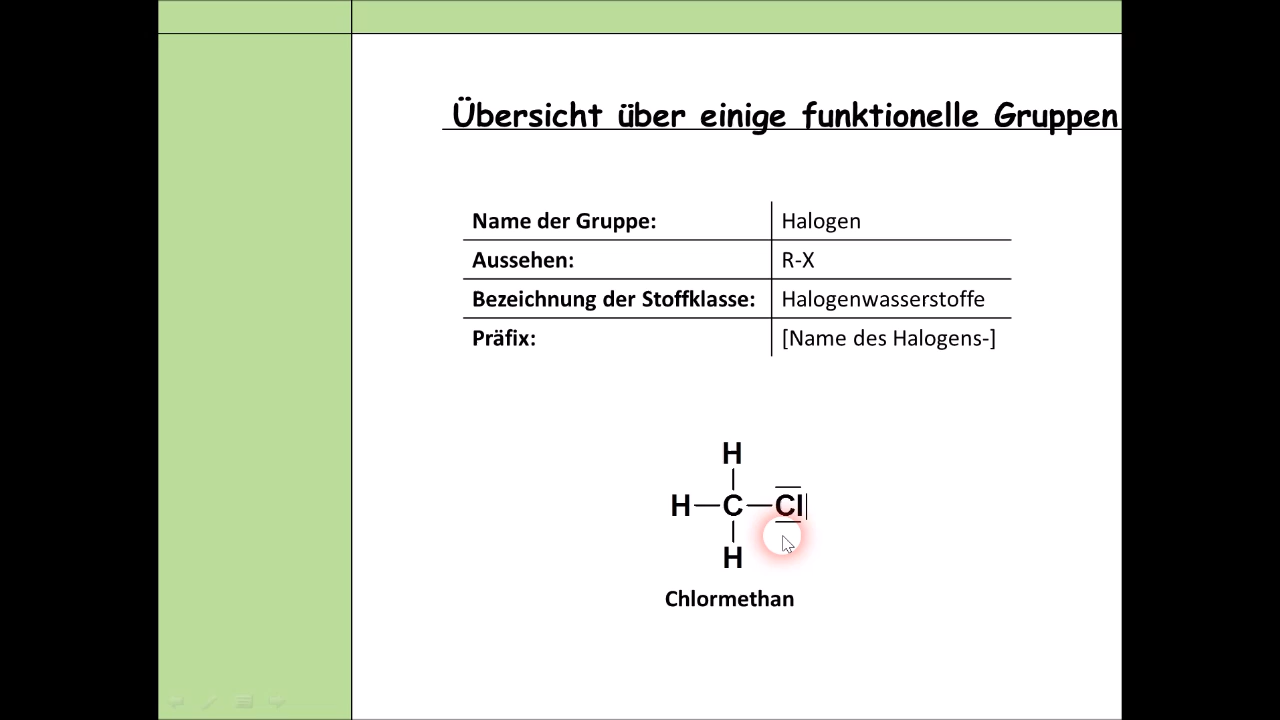 Übersicht über einige funktionelle Gruppen
Name der Gruppe: Halogen
Aussehen: R-X
Bezeichnung der Stoffklasse: Halogenwasserstoffe
Präfix: [Name des Halogens-]
H
H C Cl
H
Chlormethan